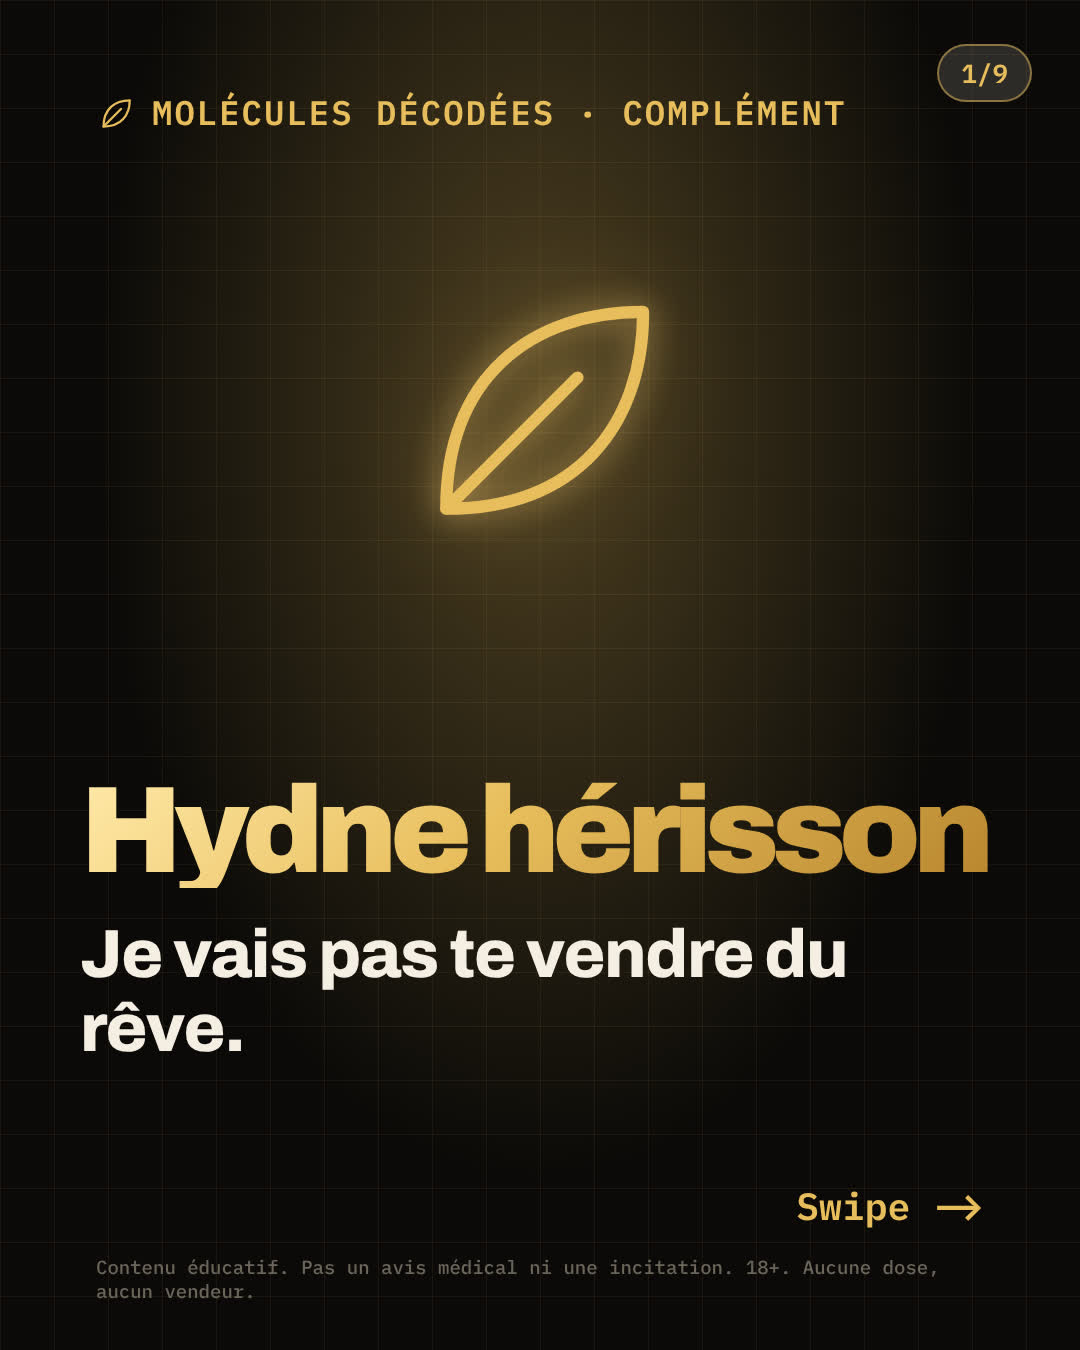 1/9
MOLÉCULES DÉCODÉES · COMPLÉMENT
Hydne hérisson
Je vais pas te vendre du
rêve.
Swipe →
Contenu éducatif. Pas un avis médical ni une incitation. 18+. Aucune dose,
aucun vendeur.